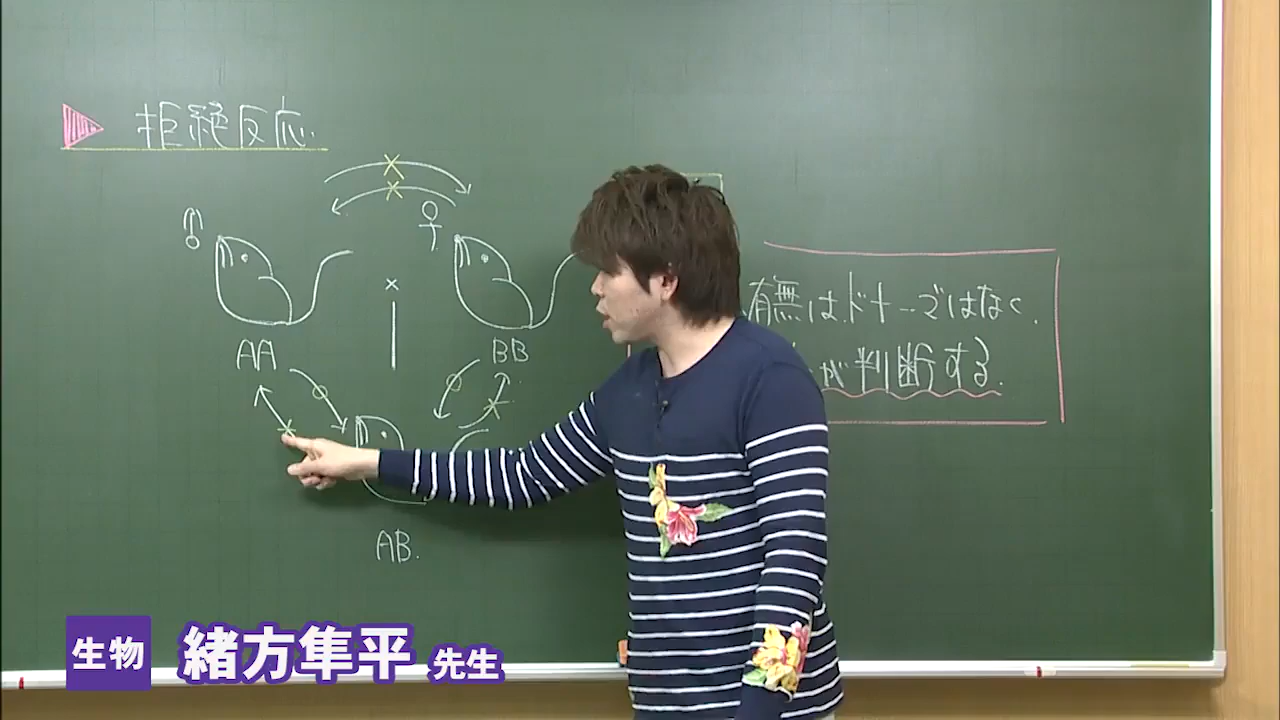 拒絶反応.
♂
♀
×
AA
BB
AB.
有無は ドナーではなく.
が判断する.
生物 緒方隼平 先生